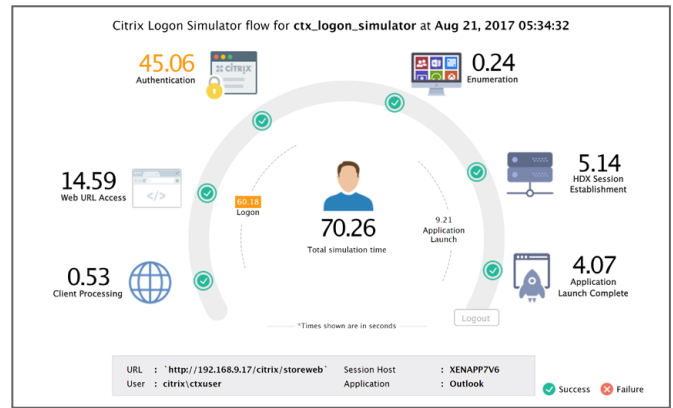 Citrix Logon Simulator flow for ctx_logon_simulator at Aug 21, 2017 05:34:32
45.06
Authentication
CİTRIX
0.24
Enumeration
14.59
Web URL Access
</>
5.14
HDX Session
Establishment
60.18
Logon
70.26
Total simulation time
9.21
Application
Launch
0.53
Client Processing
4.07
Application
Launch Complete
*Times shown are in seconds
Logout
URL : `http://192.168.9.17/citrix/storeweb` Session Host : XENAPP7V6
User : citrix\ctxuser Application : Outlook
Success Failure